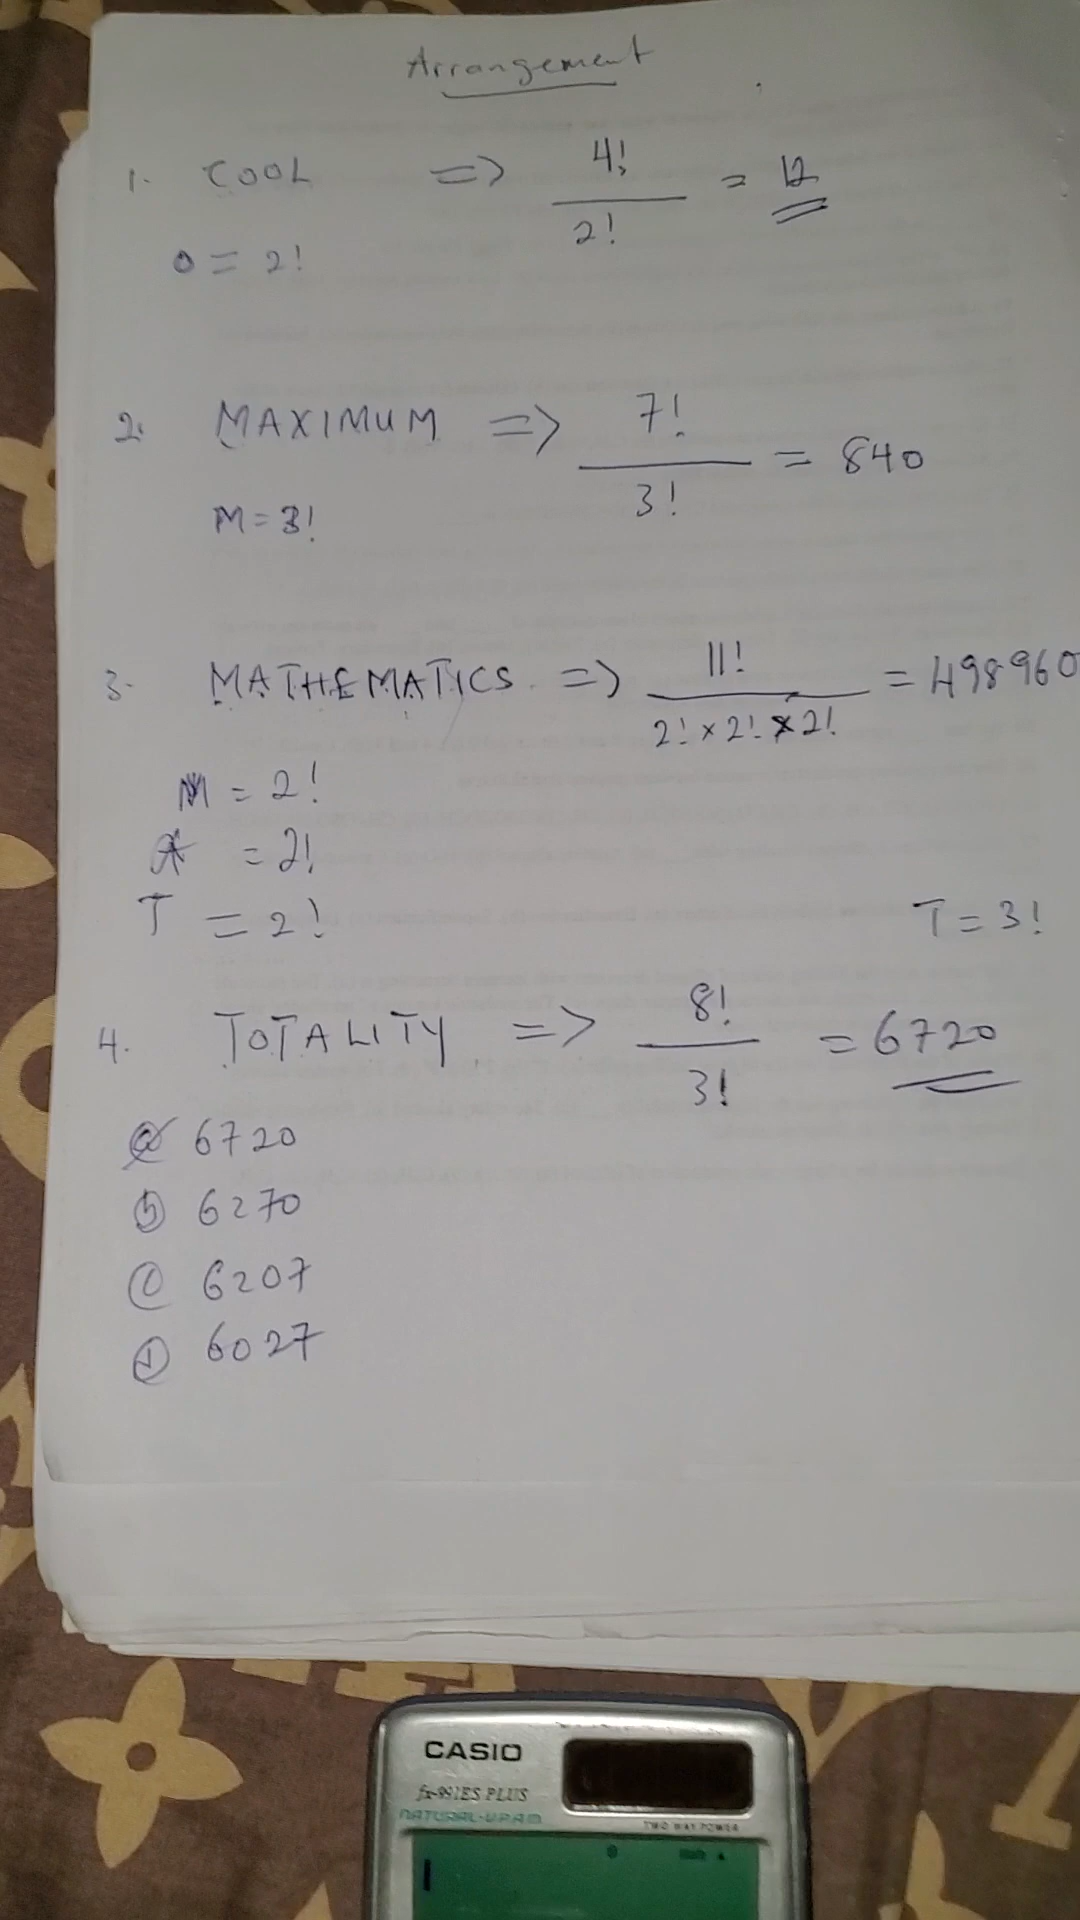 Arrangement
1. COOL => 4!/2! = 12
O = 2!
2. MAXIMUM => 7!/3! = 840
M = 3!
3. MATHEMATICS => 11!/2! x 2! x 2! = 498960
M = 2!
A = 2!
T = 2!
T = 3!
4. TOTALITY => 8!/3! = 6720
(a) 6720
(b) 6270
(c) 6207
(d) 6027
CASIO
fx-991ES PLUS
NATURAL-V.P.A.M.
TWO WAY POWER
Math